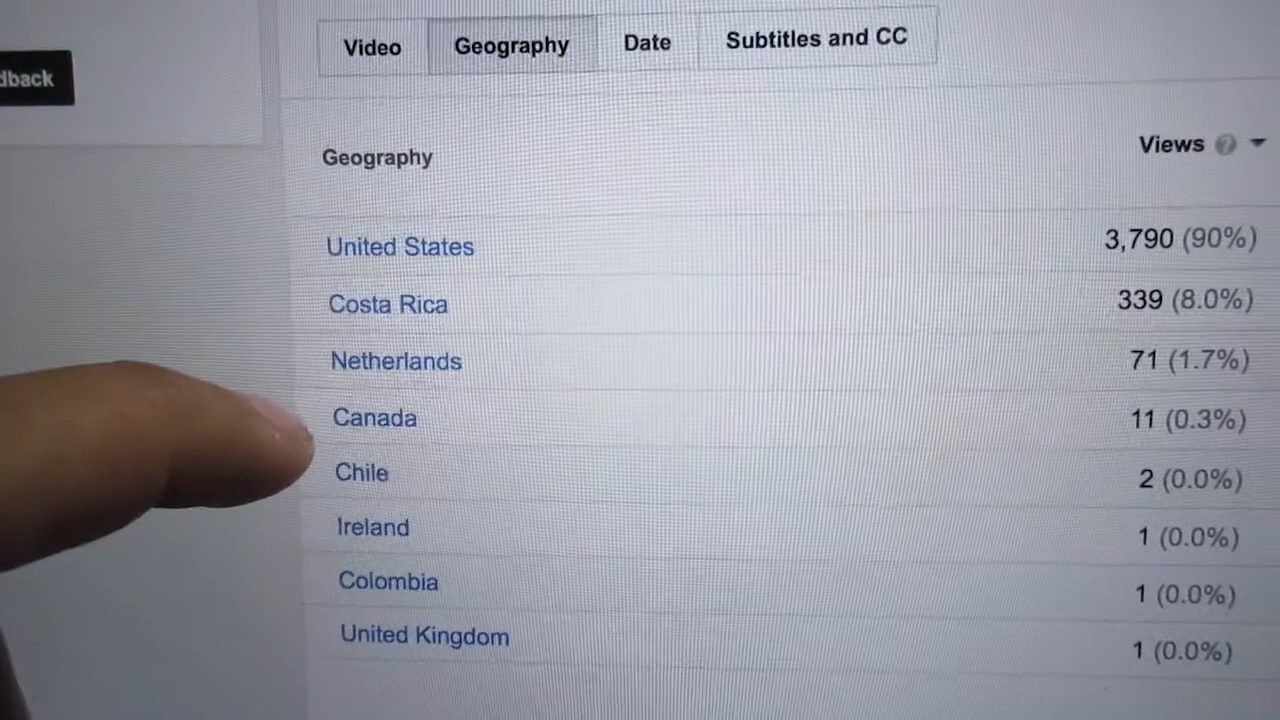 Video Geography Date Subtitles and CC
dback
Geography Views ?
United States 3,790 (90%)
Costa Rica 339 (8.0%)
Netherlands 71 (1.7%)
Canada 11 (0.3%)
Chile 2 (0.0%)
Ireland 1 (0.0%)
Colombia 1 (0.0%)
United Kingdom 1 (0.0%)